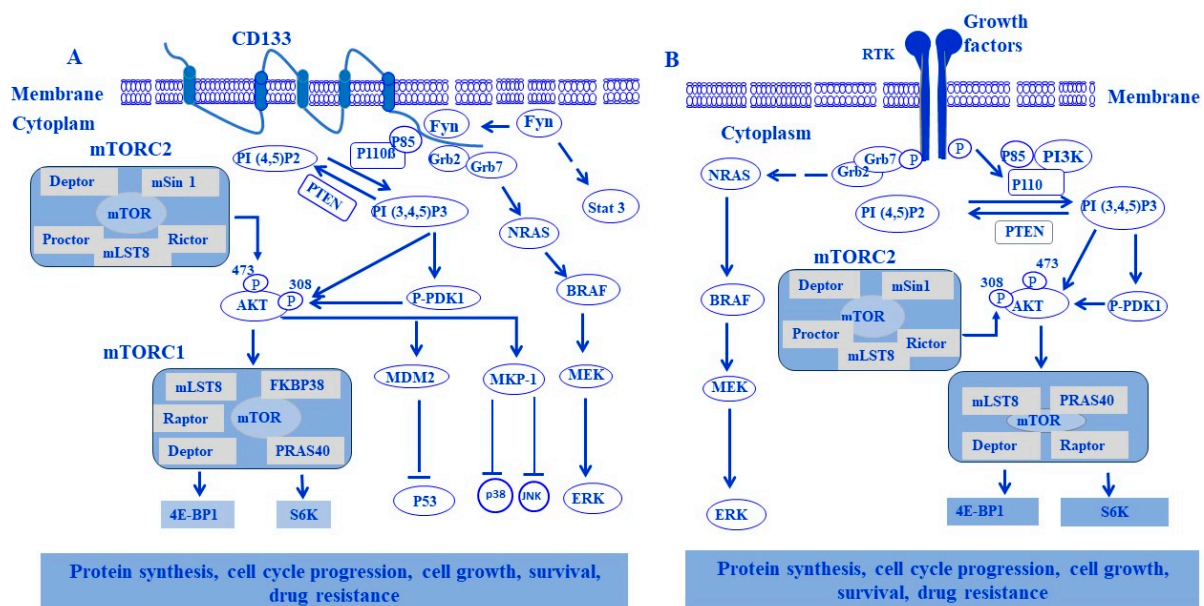 A
CD133
Membrane
Cytoplam
Fyn
Fyn
P85
P110ß
PI (4,5)P2
Grb2
Grb7
PTEN
PI (3,4,5)P3
Stat 3
NRAS
mTORC2
Deptor
mSin 1
mTOR
Proctor
Rictor
mLST8
473
P
308
P
AKT
P-PDK1
BRAF
mTORC1
mLST8
FKBP38
mTOR
Raptor
Deptor
PRAS40
MDM2
MKP-1
MEK
4E-BP1
S6K
P53
p38
JNK
ERK
Protein synthesis, cell cycle progression, cell growth, survival,
drug resistance
B
RTK
Growth
factors
Membrane
Cytoplasm
NRAS
Grb2
Grb7
P
P
P85
PI3K
P110
PI (4,5)P2
PI (3,4,5)P3
PTEN
mTORC2
Deptor
mSin1
mTOR
Proctor
Rictor
mLST8
473
P
308
P
AKT
P-PDK1
BRAF
MEK
mLST8
PRAS40
mTOR
Deptor
Raptor
ERK
4E-BP1
S6K
Protein synthesis, cell cycle progression, cell growth,
survival, drug resistance